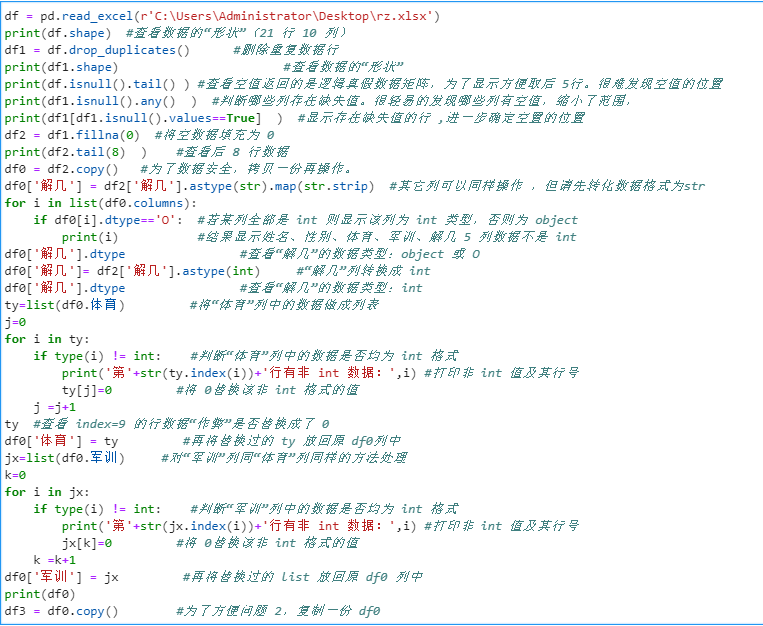 df = pd.read_excel(r'C:\Users\Administrator\Desktop\rz.xlsx')
print(df.shape)  #查看数据的“形状”(21 行 10 列)
df1 = df.drop_duplicates()      #删除重复数据行
print(df1.shape)                      #查看数据的“形状”
print(df.isnull().tail() ) #查看空值返回的是逻辑真假数据矩阵，为了显示方便取后 5行。很难发现空值的位置
print(df1.isnull().any()  )  #判断哪些列存在缺失值。很轻易的发现哪些列有空值，缩小了范围，
print(df1[df1.isnull().values==True]  )  #显示存在缺失值的行 ,进一步确定空置的位置
df2 = df1.fillna(0)  #将空数据填充为 0
print(df2.tail(8)  )    #查看后 8 行数据
df0 = df2.copy()   #为了数据安全，拷贝一份再操作。
df0['解几'] = df2['解几'].astype(str).map(str.strip)  #其它列可以同样操作 ，但请先转化数据格式为str
for i in list(df0.columns):
    if df0[i].dtype=='O':  #若某列全部是 int 则显示该列为 int 类型，否则为 object
        print(i)           #结果显示姓名、性别、体育、军训、解几 5 列数据不是 int
df0['解几'].dtype                #查看“解几”的数据类型：object 或 O
df0['解几']= df2['解几'].astype(int)     #“解几”列转换成 int
df0['解几'].dtype                #查看“解几”的数据类型：int
ty=list(df0.体育)         #将“体育”列中的数据做成列表
j=0
for i in ty:
    if type(i) != int:    #判断“体育”列中的数据是否均为 int 格式
        print('第'+str(ty.index(i))+'行有非 int 数据：',i) #打印非 int 值及其行号
        ty[j]=0         #将 0替换该非 int 格式的值
    j =j+1
ty  #查看 index=9 的行数据“作弊”是否替换成了 0
df0['体育'] = ty         #再将替换过的 ty 放回原 df0列中
jx=list(df0.军训)     #对“军训”列同“体育”列同样的方法处理
k=0
for i in jx:
    if type(i) != int:    #判断“军训”列中的数据是否均为 int 格式
        print('第'+str(jx.index(i))+'行有非 int 数据：',i) #打印非 int 值及其行号
        jx[k]=0         #将 0替换该非 int 格式的值
    k =k+1
df0['军训'] = jx         #再将替换过的 list 放回原 df0 列中
print(df0)
df3 = df0.copy()        #为了方便问题 2，复制一份 df0